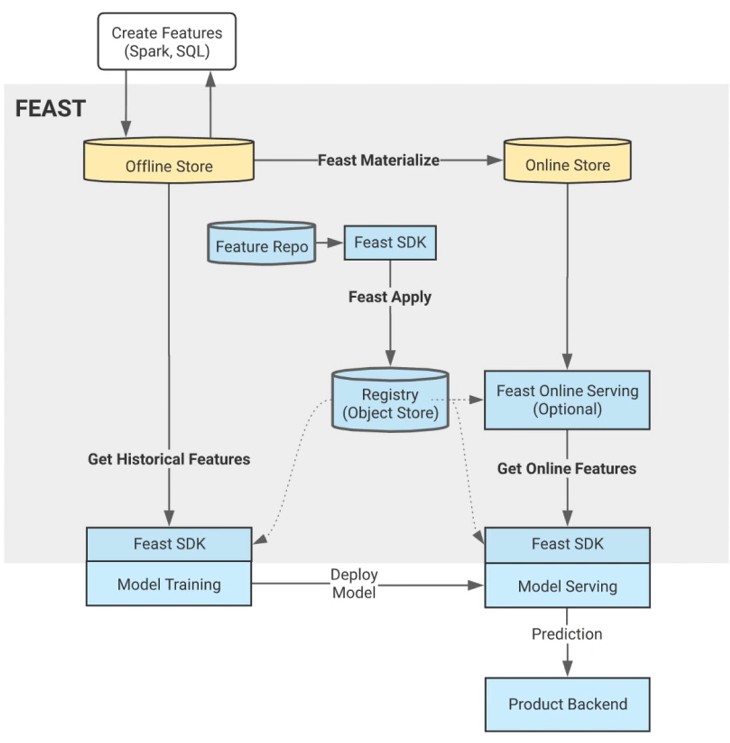 Create Features
(Spark, SQL)
FEAST
Offline Store
Feast Materialize
Online Store
Feature Repo
Feast SDK
Feast Apply
Registry
(Object Store)
Feast Online Serving
(Optional)
Get Historical Features
Get Online Features
Feast SDK
Feast SDK
Model Training
Deploy
Model
Model Serving
Prediction
Product Backend